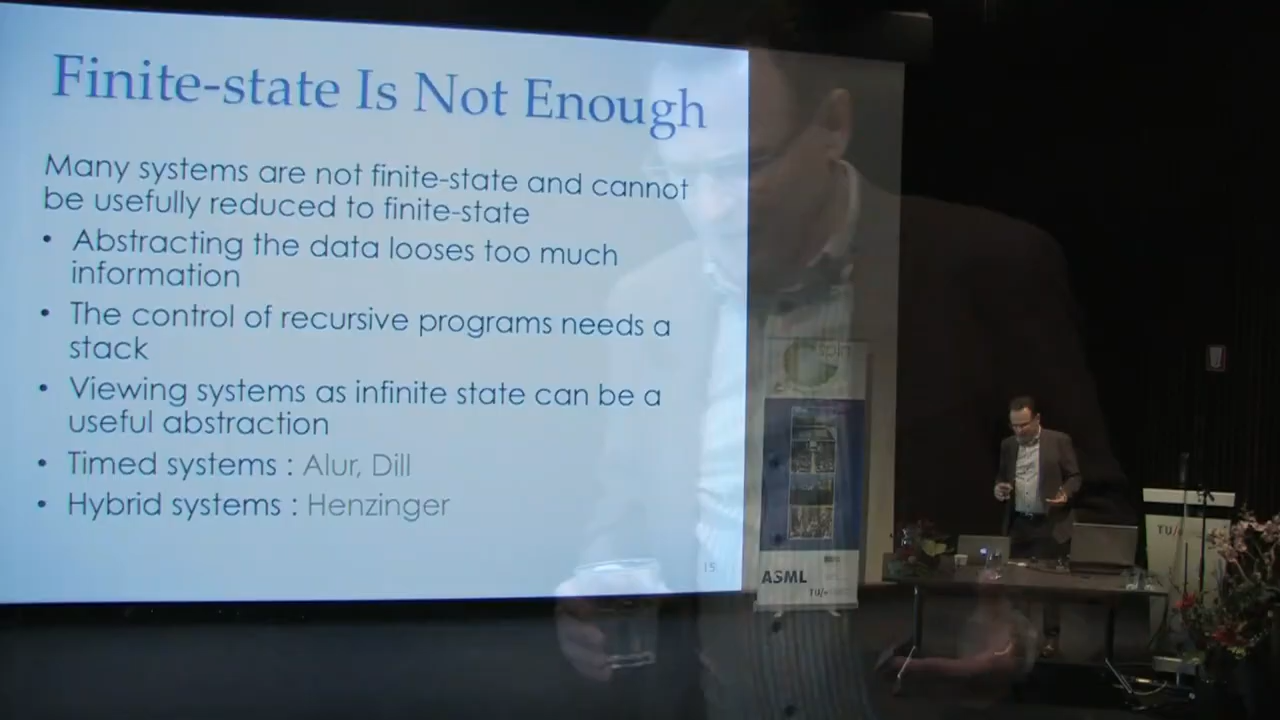 Finite-state Is Not Enough
Many systems are not finite-state and cannot
be usefully reduced to finite-state
• Abstracting the data looses too much
information
• The control of recursive programs needs a
stack
• Viewing systems as infinite state can be a
useful abstraction
• Timed systems : Alur, Dill
• Hybrid systems : Henzinger
15
ASML
TU/e
TU/e